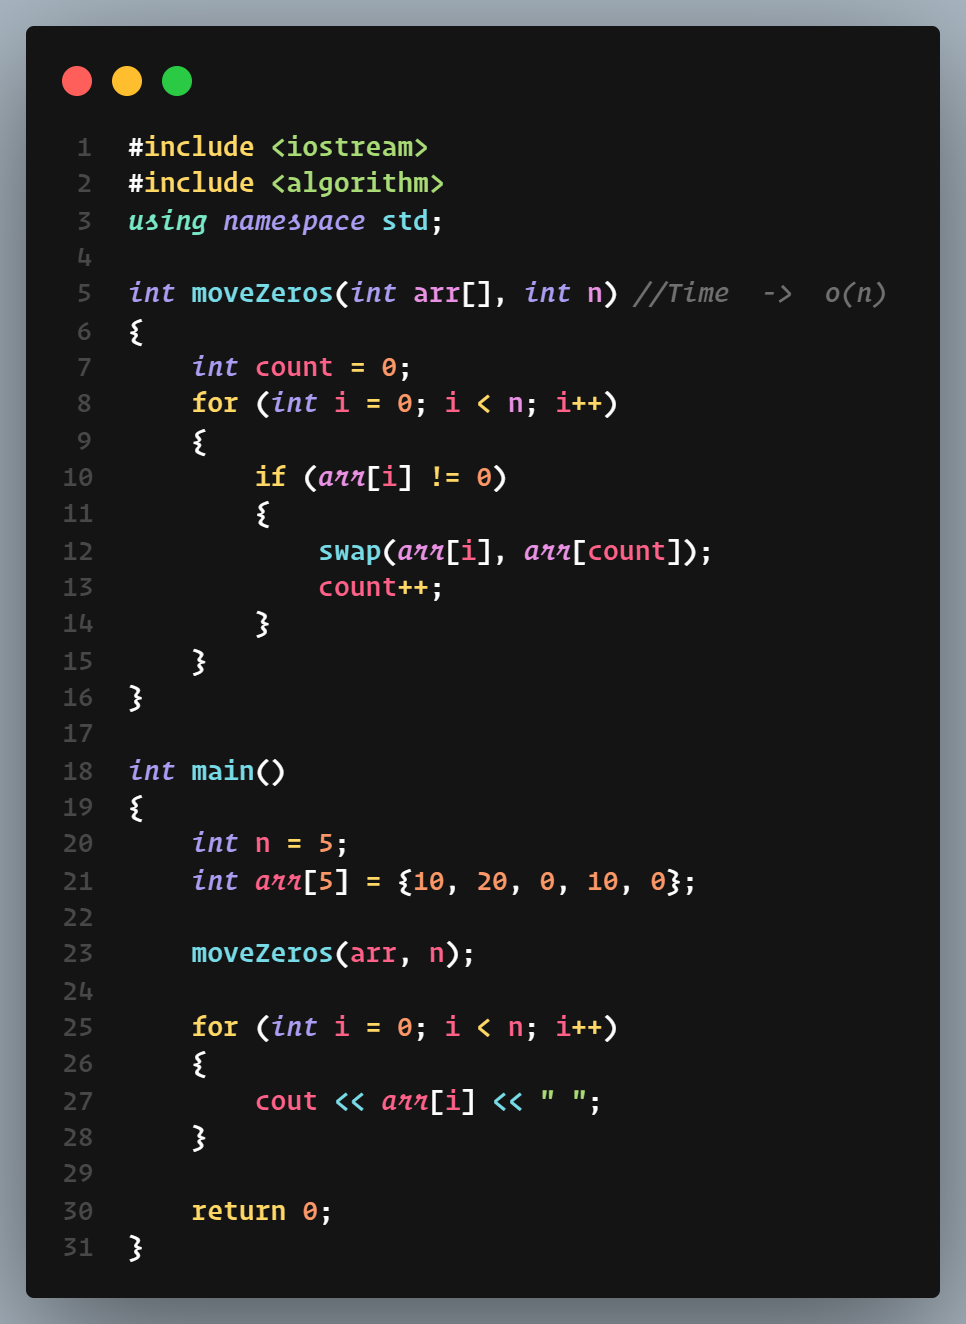 1 #include <iostream>
2 #include <algorithm>
3 using namespace std;
4
5 int moveZeros(int arr[], int n) //Time  ->  o(n)
6 {
7     int count = 0;
8     for (int i = 0; i < n; i++)
9     {
10         if (arr[i] != 0)
11         {
12             swap(arr[i], arr[count]);
13             count++;
14         }
15     }
16 }
17
18 int main()
19 {
20     int n = 5;
21     int arr[5] = {10, 20, 0, 10, 0};
22
23     moveZeros(arr, n);
24
25     for (int i = 0; i < n; i++)
26     {
27         cout << arr[i] << " ";
28     }
29
30     return 0;
31 }